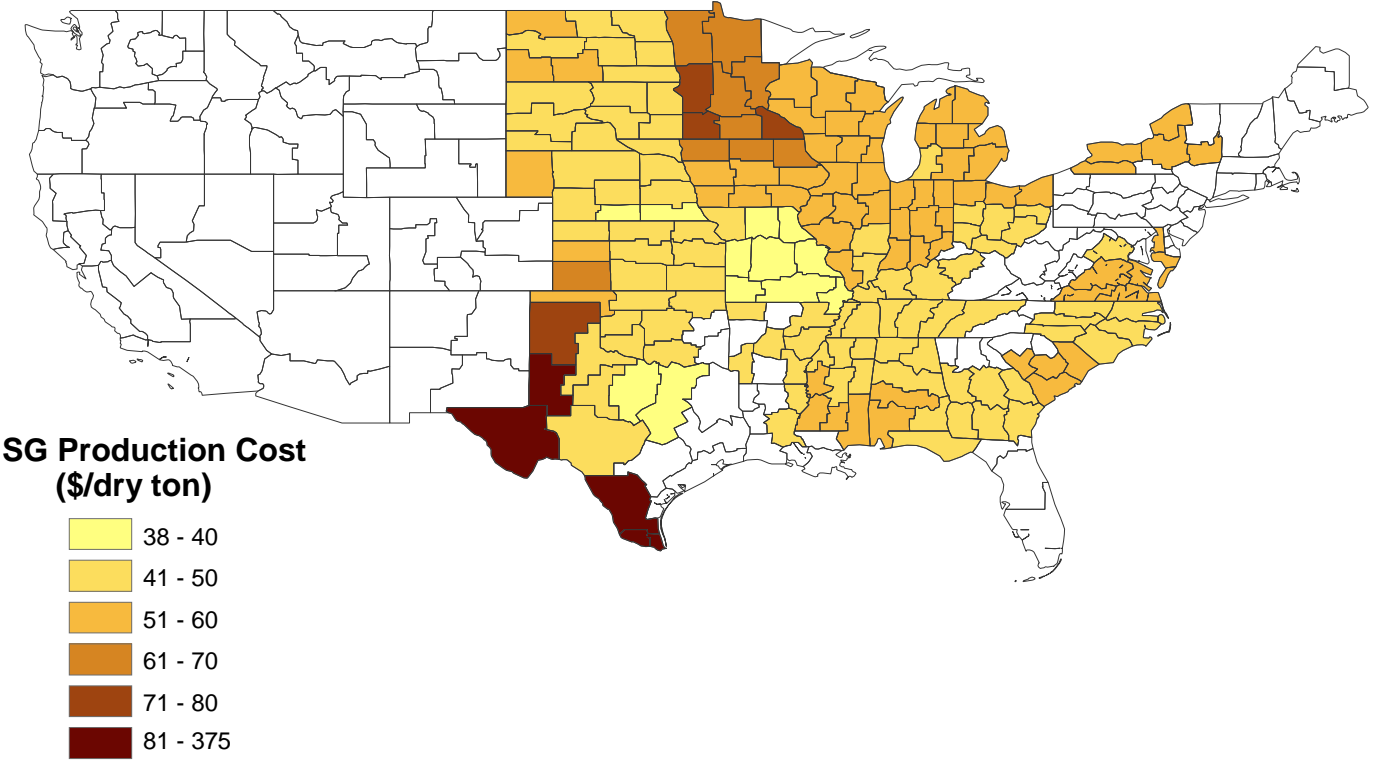 SG Production Cost
($/dry ton)
38 - 40
41 - 50
51 - 60
61 - 70
71 - 80
81 - 375